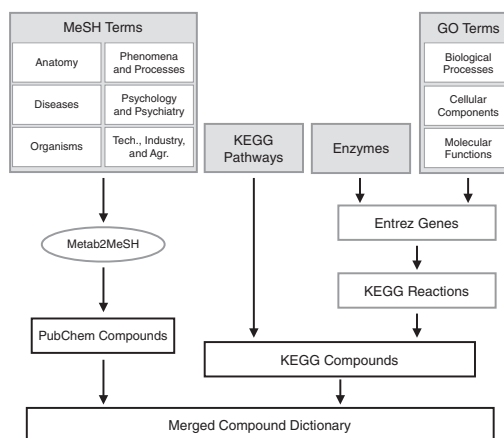 MeSH Terms
Anatomy
Phenomena
and Processes
Diseases
Psychology
and Psychiatry
Organisms
Tech., Industry,
and Agr.
KEGG
Pathways
Enzymes
GO Terms
Biological
Processes
Cellular
Components
Molecular
Functions
Metab2MeSH
Entrez Genes
KEGG Reactions
PubChem Compounds
KEGG Compounds
Merged Compound Dictionary